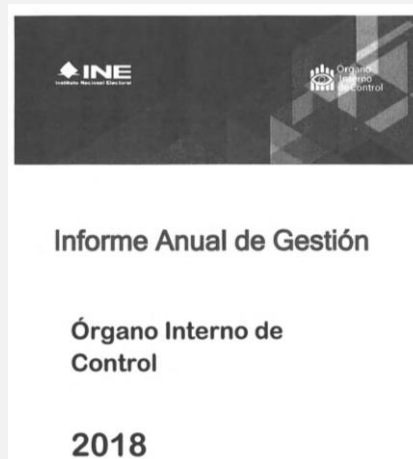 INE
Instituto Nacional Electoral
Órgano
Interno
de Control
Informe Anual de Gestión
Órgano Interno de
Control
2018